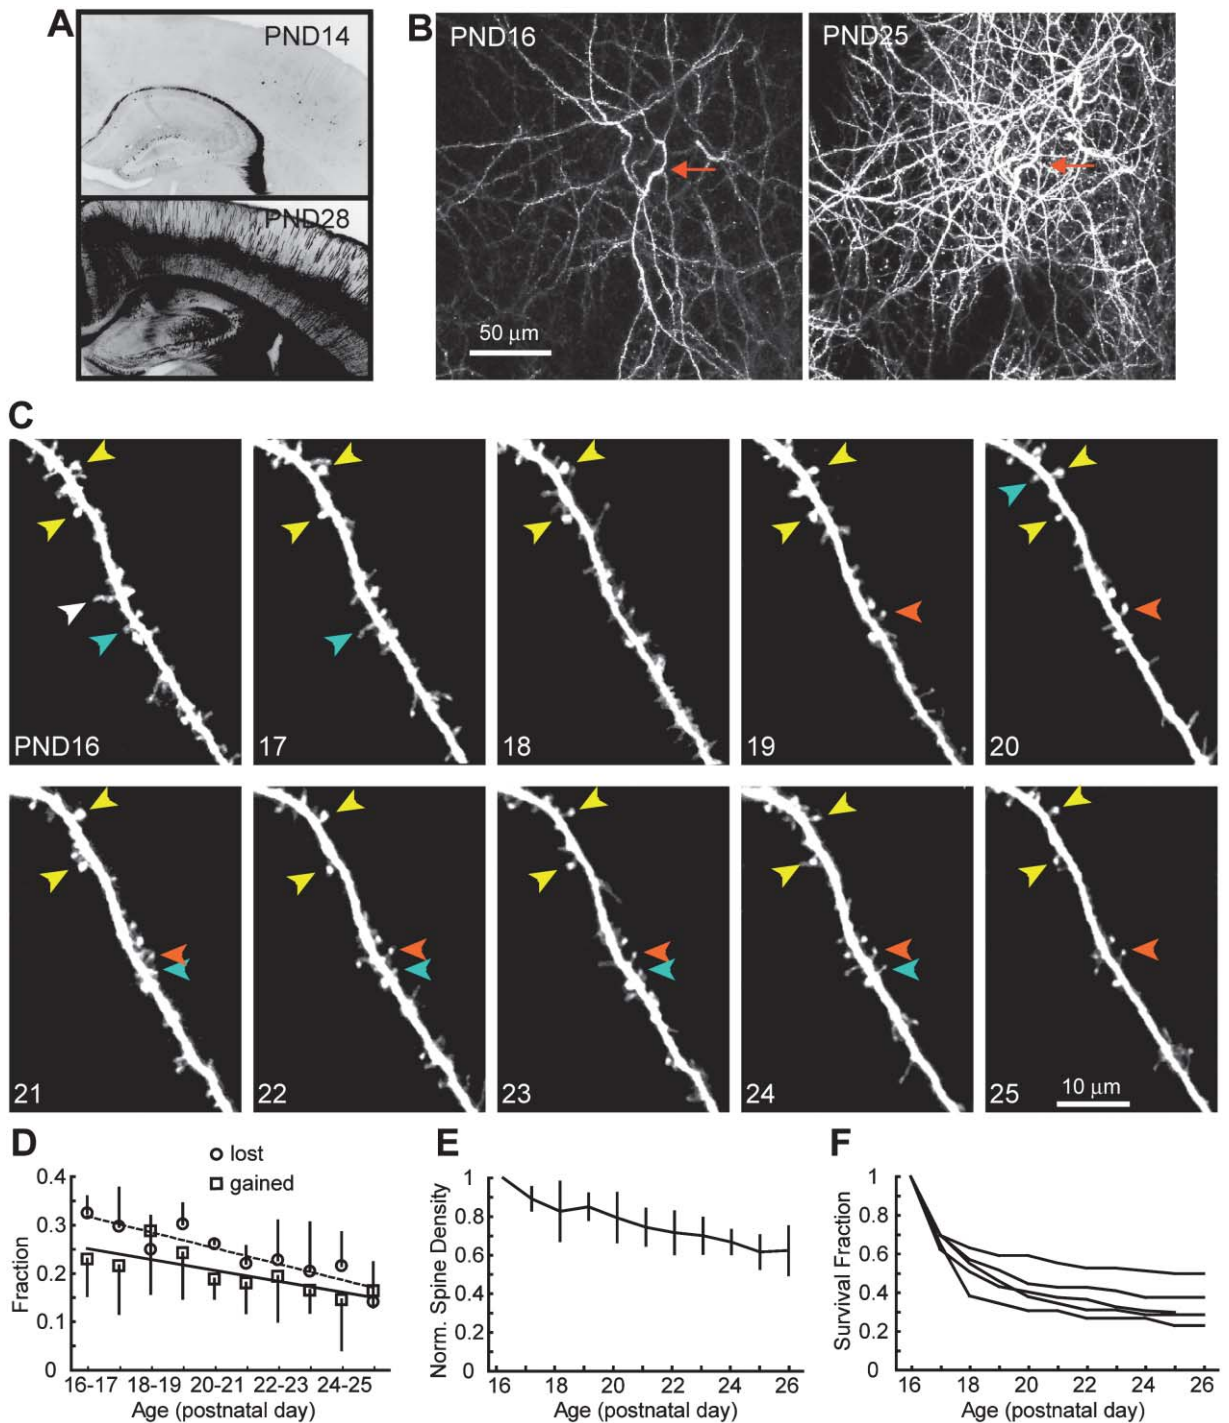 A
PND14
PND28
B
PND16
PND25
50 µm
C
PND16
17
18
19
20
21
22
23
24
25
10 µm
D
lost
gained
0.4
0.3
0.2
0.1
0
Fraction
16-17
18-19
20-21
22-23
24-25
Age (postnatal day)
E
1
0.8
0.6
0.4
0.2
0
Norm. Spine Density
16
18
20
22
24
26
Age (postnatal day)
F
1
0.8
0.6
0.4
0.2
0
Survival Fraction
16
18
20
22
24
26
Age (postnatal day)